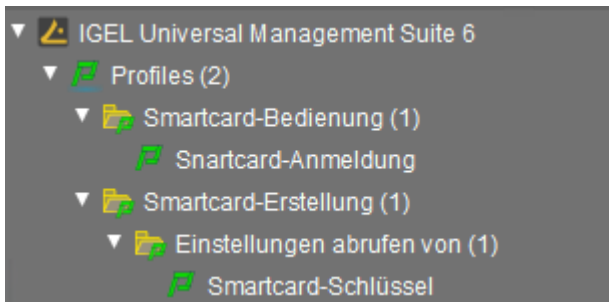 IGEL Universal Management Suite 6
Profiles (2)
Smartcard-Bedienung (1)
Snartcard-Anmeldung
Smartcard-Erstellung (1)
Einstellungen abrufen von (1)
Smartcard-Schlüssel